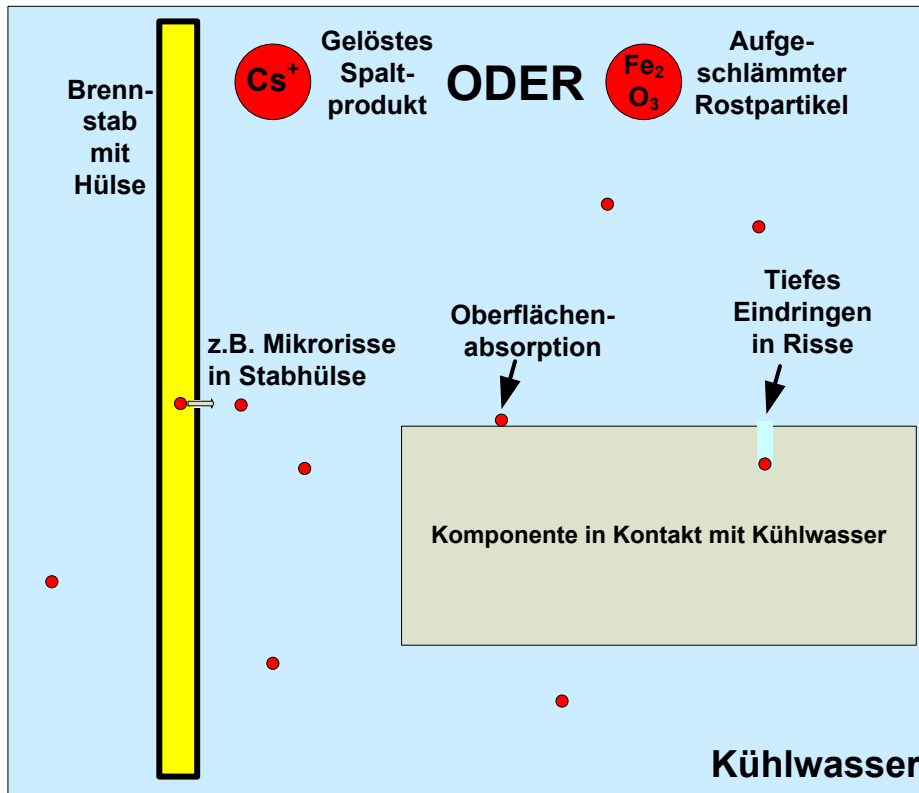 Brenn-
stab
mit
Hülse
Cs+
Gelöstes
Spalt-
produkt
ODER
Fe2
O3
Aufge-
schlämmter
Rostpartikel
z.B. Mikrorisse
in Stabhülse
Oberflächen-
absorption
Tiefes
Eindringen
in Risse
Komponente in Kontakt mit Kühlwasser
Kühlwasser